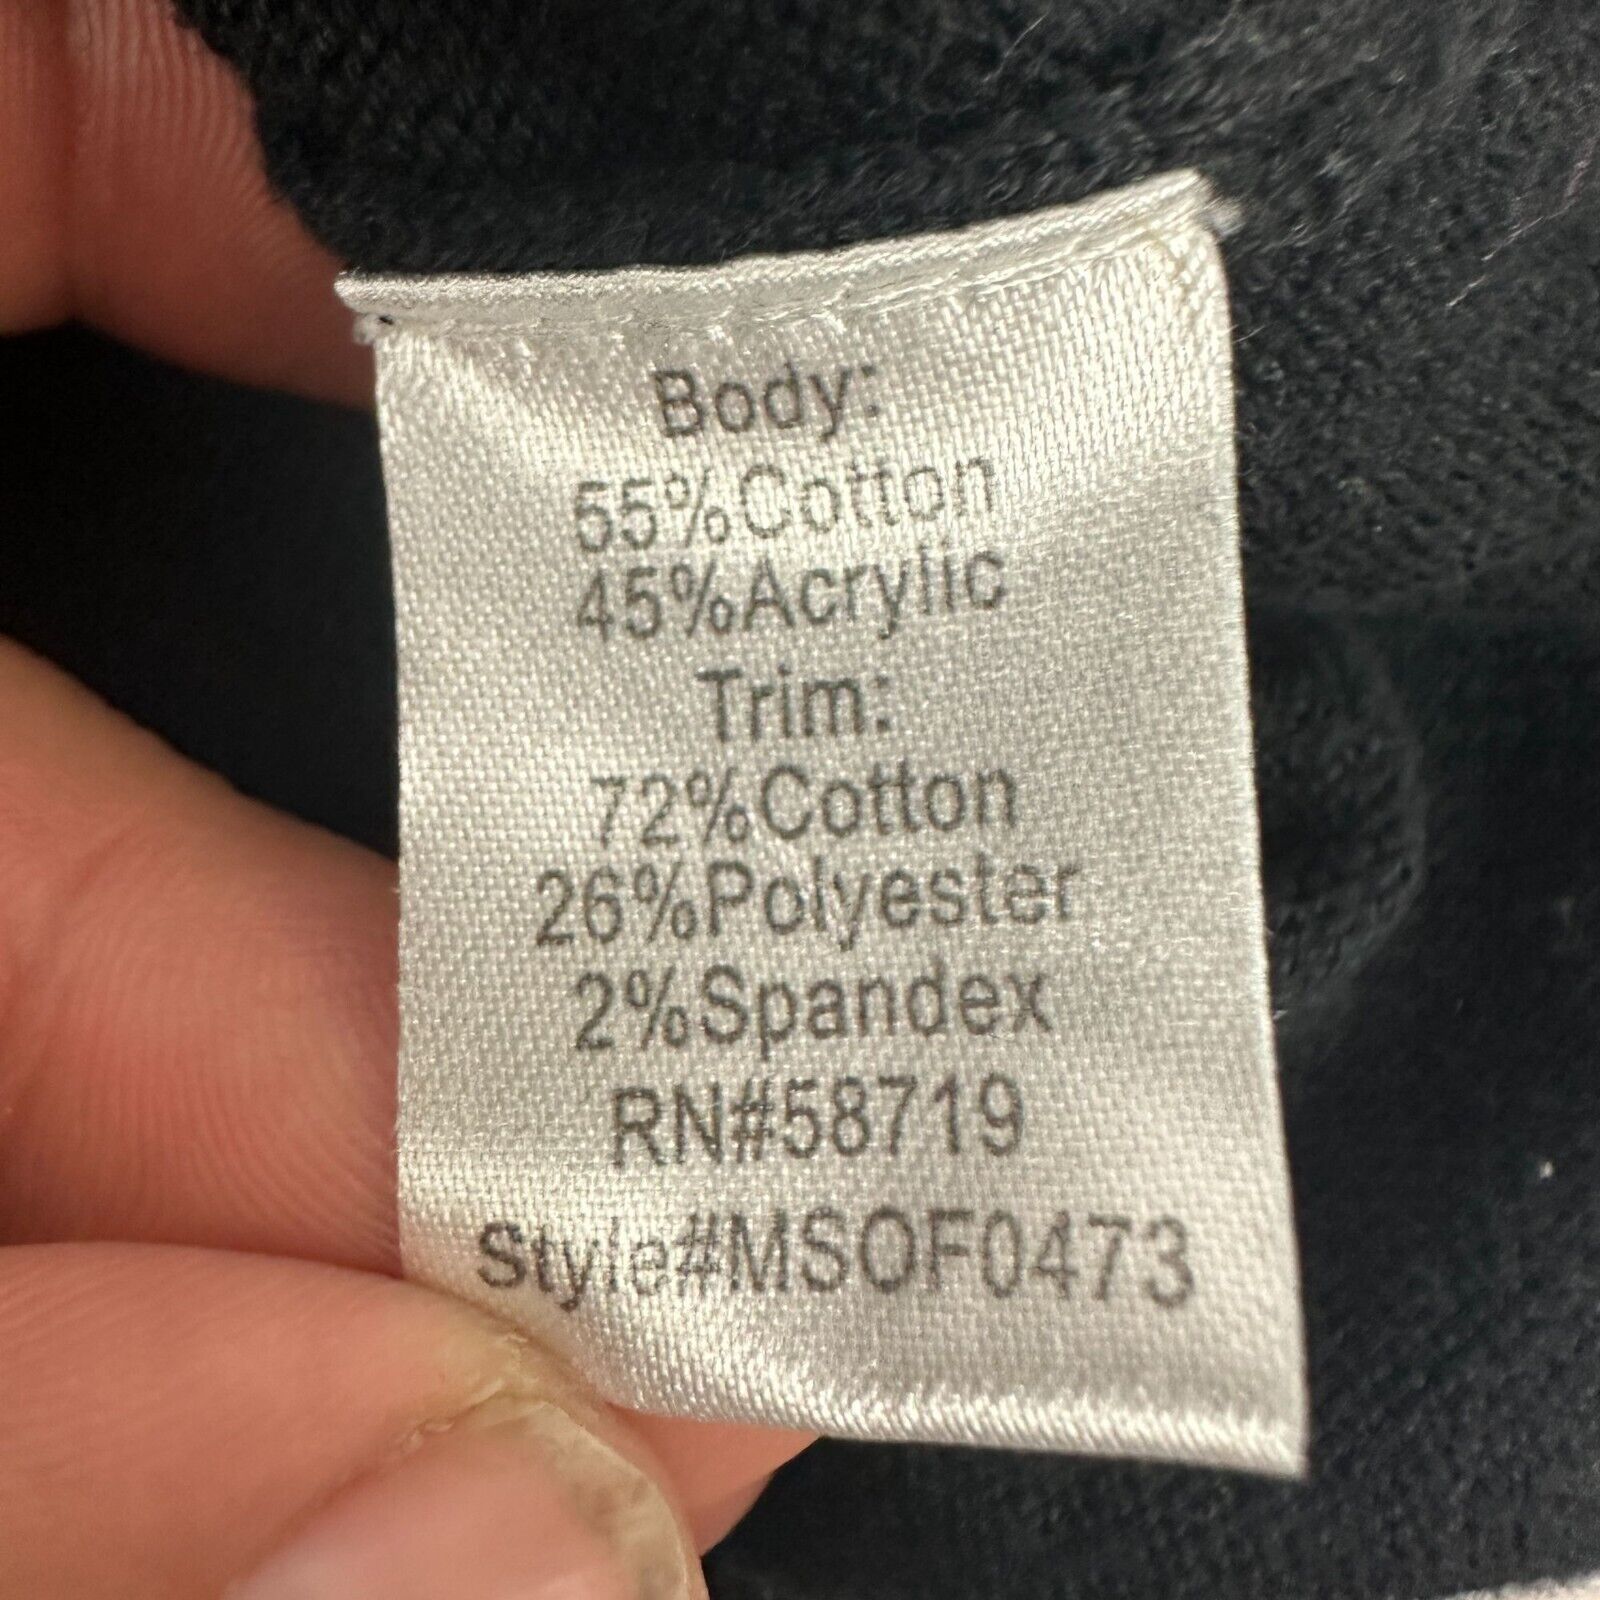 Body:
55%Cotton
45%Acrylic
Trim:
72%Cotton
26%Polyester
2%Spandex
RN#58719
Style#MSOF0473